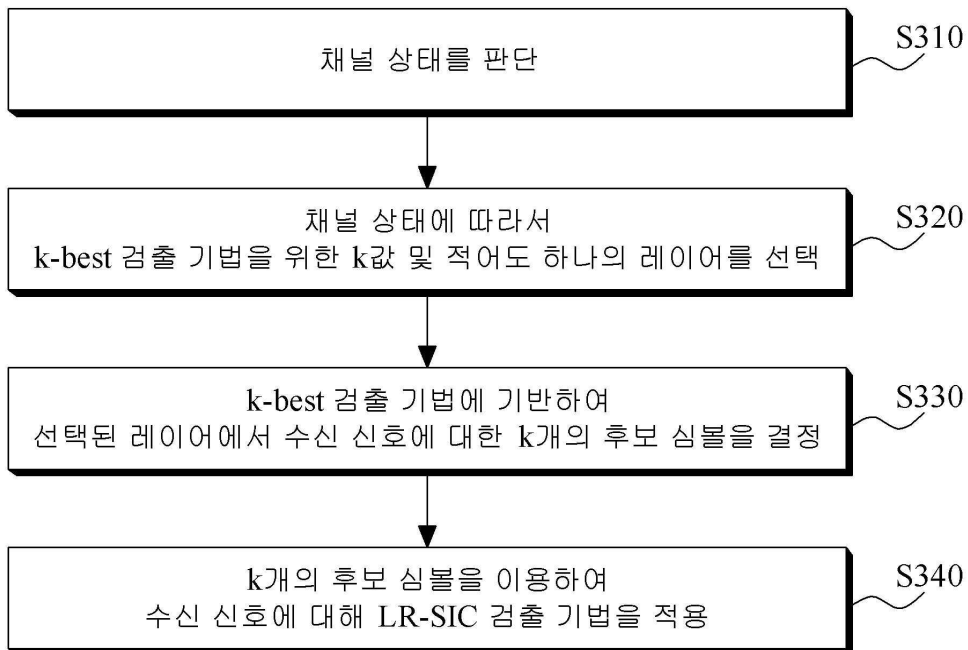 채널 상태를 판단
S310
채널 상태에 따라서
k-best 검출 기법을 위한 k값 및 적어도 하나의 레이어를 선택
S320
k-best 검출 기법에 기반하여
선택된 레이어에서 수신 신호에 대한 k개의 후보 심볼을 결정
S330
k개의 후보 심볼을 이용하여
수신 신호에 대해 LR-SIC 검출 기법을 적용
S340